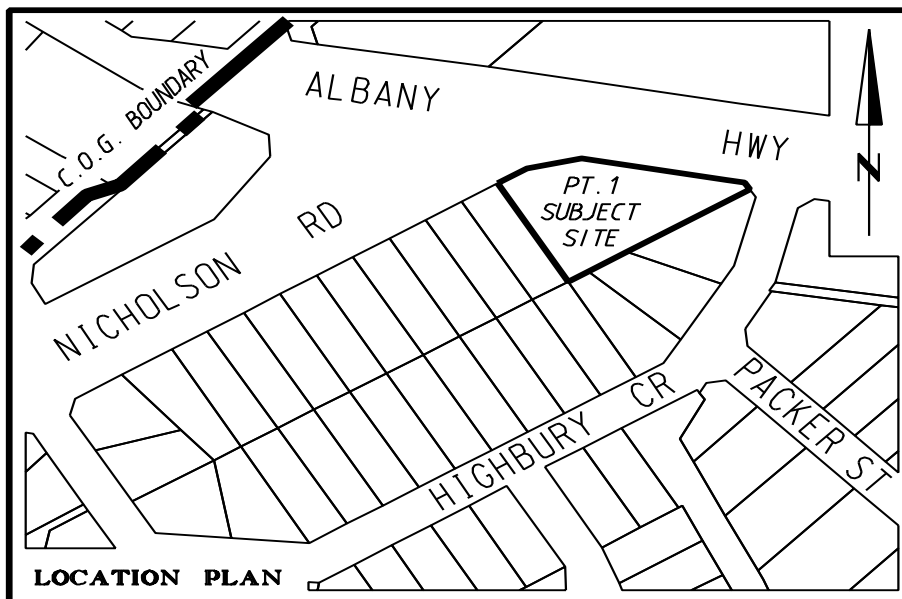 C.O.G. BOUNDARY
ALBANY
HWY
N
PT.1
SUBJECT
SITE
NICHOLSON RD
HIGHBURY CR
PACKER ST
LOCATION PLAN